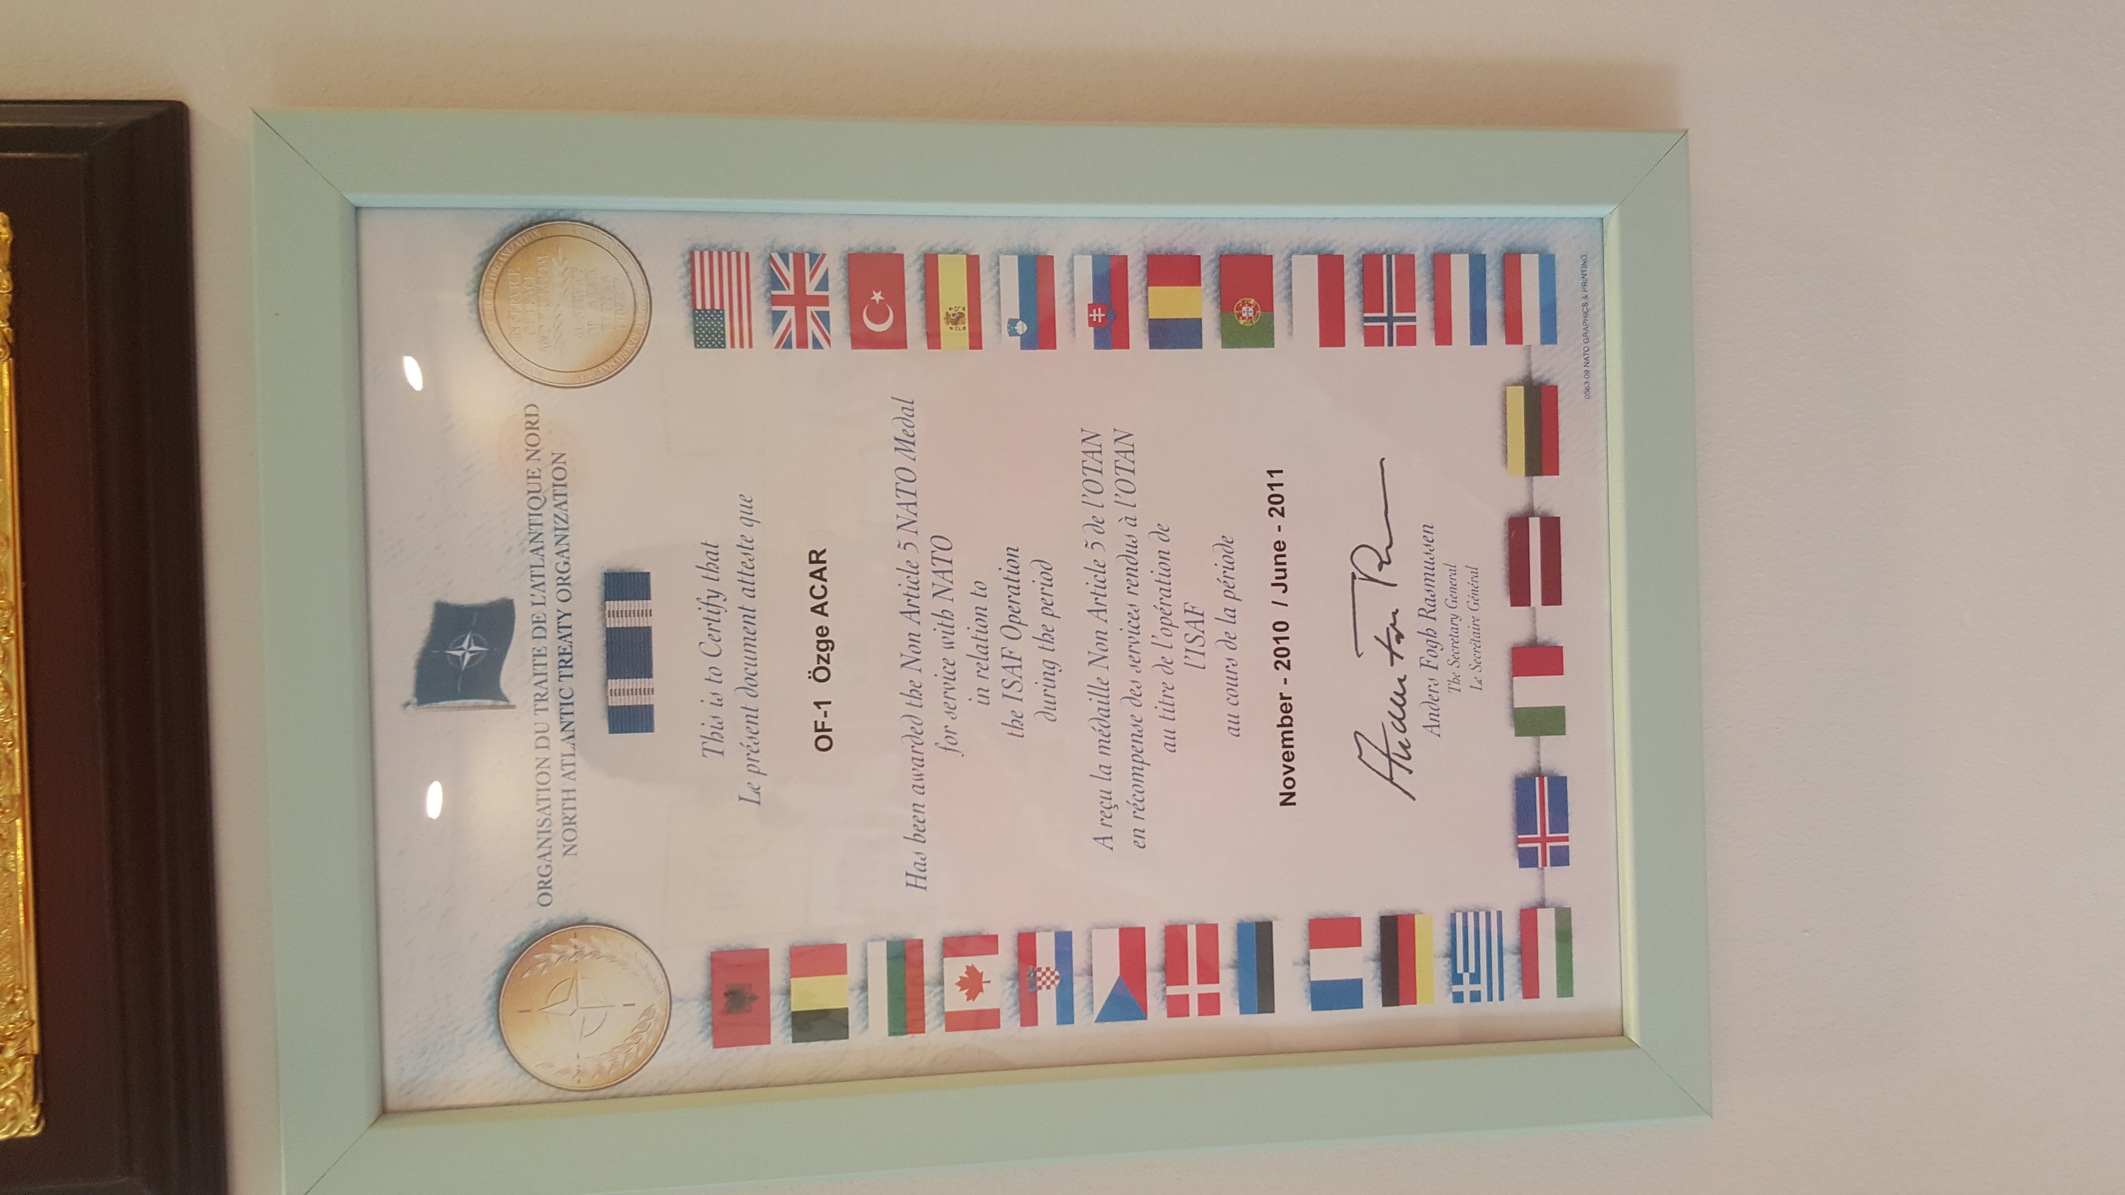 ORGANISATION DU TRAITE DE L'ATLANTIQUE NORD
NORTH ATLANTIC TREATY ORGANIZATION
This is to Certify that
Le présent document atteste que
OF-1 Özge ACAR
Has been awarded the Non Article 5 NATO Medal
for service with NATO
in relation to
the ISAF Operation
during the period
A reçu la médaille Non Article 5 de l'OTAN
en récompense des services rendus à l'OTAN
au titre de l'opération de
l'ISAF
au cours de la période
November - 2010 / June - 2011
Anders Fogh Rasmussen
The Secretary General
Le Secrétaire Général
0563-09 NATO GRAPHICS & PRINTING